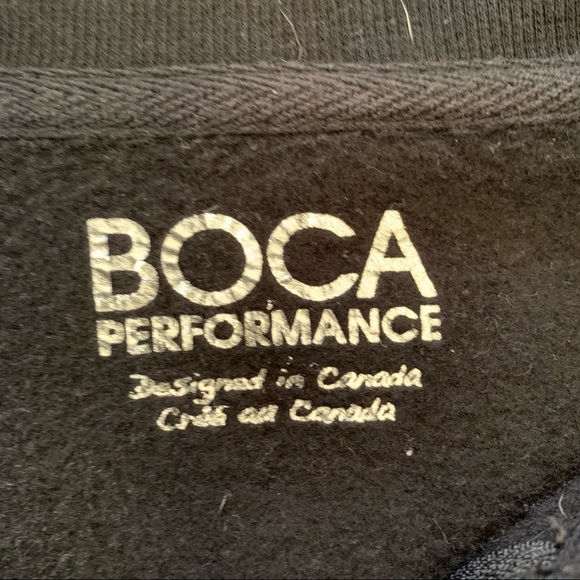 BOCA
PERFORMANCE
Designed in Canada
Créé au Canada